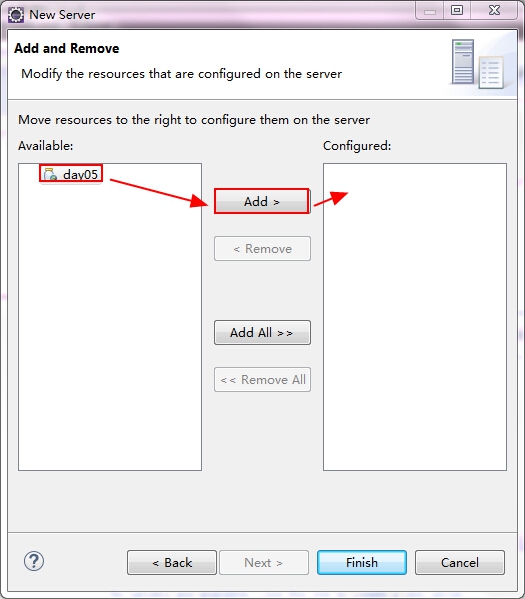 New Server
Add and Remove
Modify the resources that are configured on the server
Move resources to the right to configure them on the server
Available:
Configured:
day05
Add >
< Remove
Add All >>
<< Remove All
?
< Back
Next >
Finish
Cancel